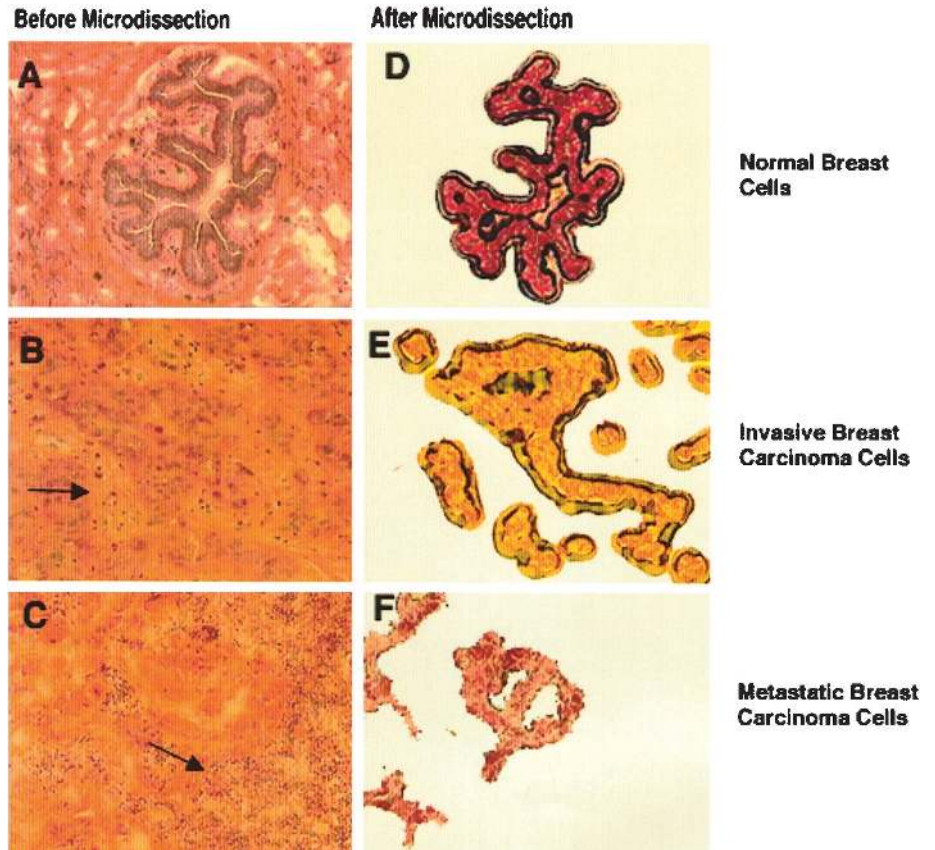 Before Microdissection
After Microdissection
A
D
Normal Breast
Cells
B
E
Invasive Breast
Carcinoma Cells
C
F
Metastatic Breast
Carcinoma Cells